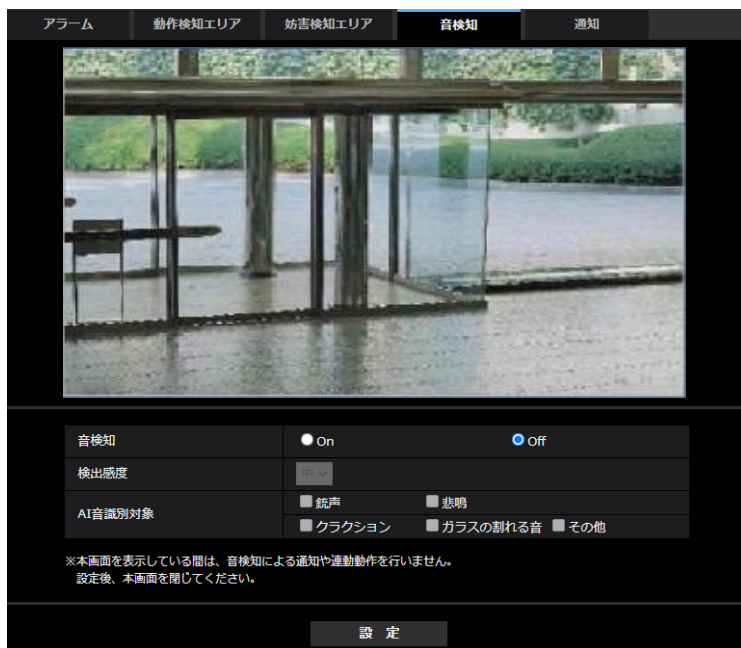 アラーム 動作検知エリア 妨害検知エリア 音検知 通知
音検知 On Off
検出感度 中
AI音識別対象 銃声 悲鳴
クラクション ガラスの割れる音 その他
※本画面を表示している間は、音検知による通知や連動動作を行いません。
設定後、本画面を閉じてください。
設 定